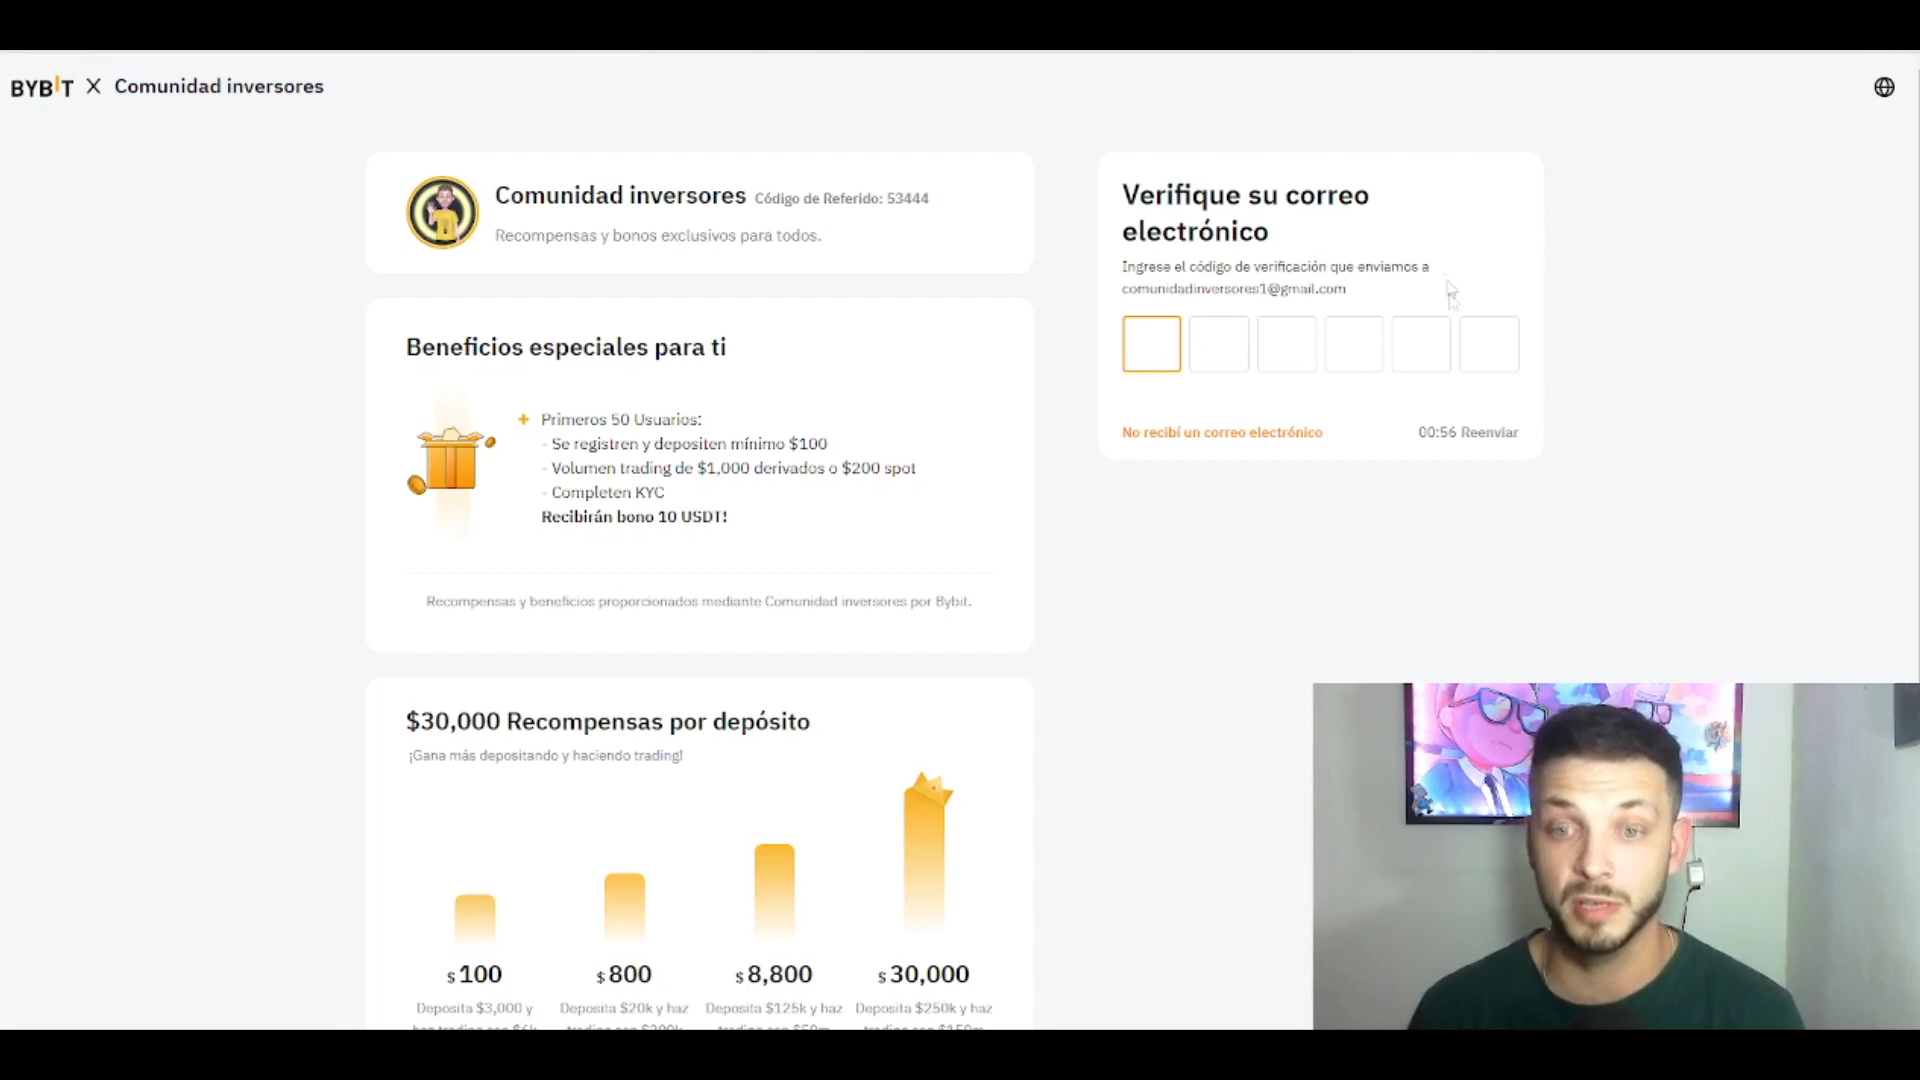 BYBIT X Comunidad inversores
Comunidad inversores Código de Referido: 53444
Recompensas y bonos exclusivos para todos.
Beneficios especiales para ti
Primeros 50 Usuarios:
- Se registren y depositen mínimo $100
- Volumen trading de $1,000 derivados o $200 spot
- Completen KYC
Recibirán bono 10 USDT!
Recompensas y beneficios proporcionados mediante Comunidad inversores por Bybit.
$30,000 Recompensas por depósito
¡Gana más depositando y haciendo trading!
$100
$800
$8,800
$30,000
Deposita $3,000 y
Deposita $20k y haz
Deposita $125k y haz
Deposita $250k y haz
Verifique su correo
electrónico
Ingrese el código de verificación que enviamos a
comunidadinversores1@gmail.com
No recibí un correo electrónico
00:56 Reenviar